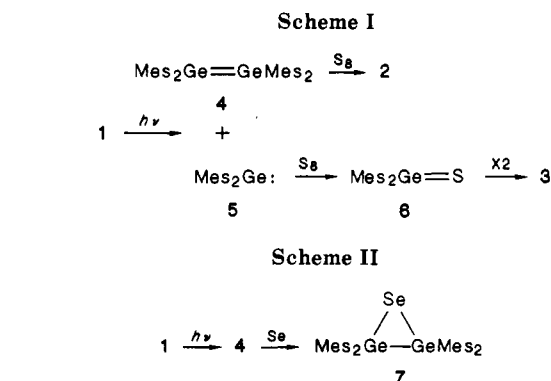 Scheme I
Mes₂Ge=GeMes₂ S₈ → 2
4
1 hν → +
Mes₂Ge: S₈ → Mes₂Ge=S X2 → 3
5 6
Scheme II
Se
1 hν → 4 Se → Mes₂Ge—GeMes₂
7